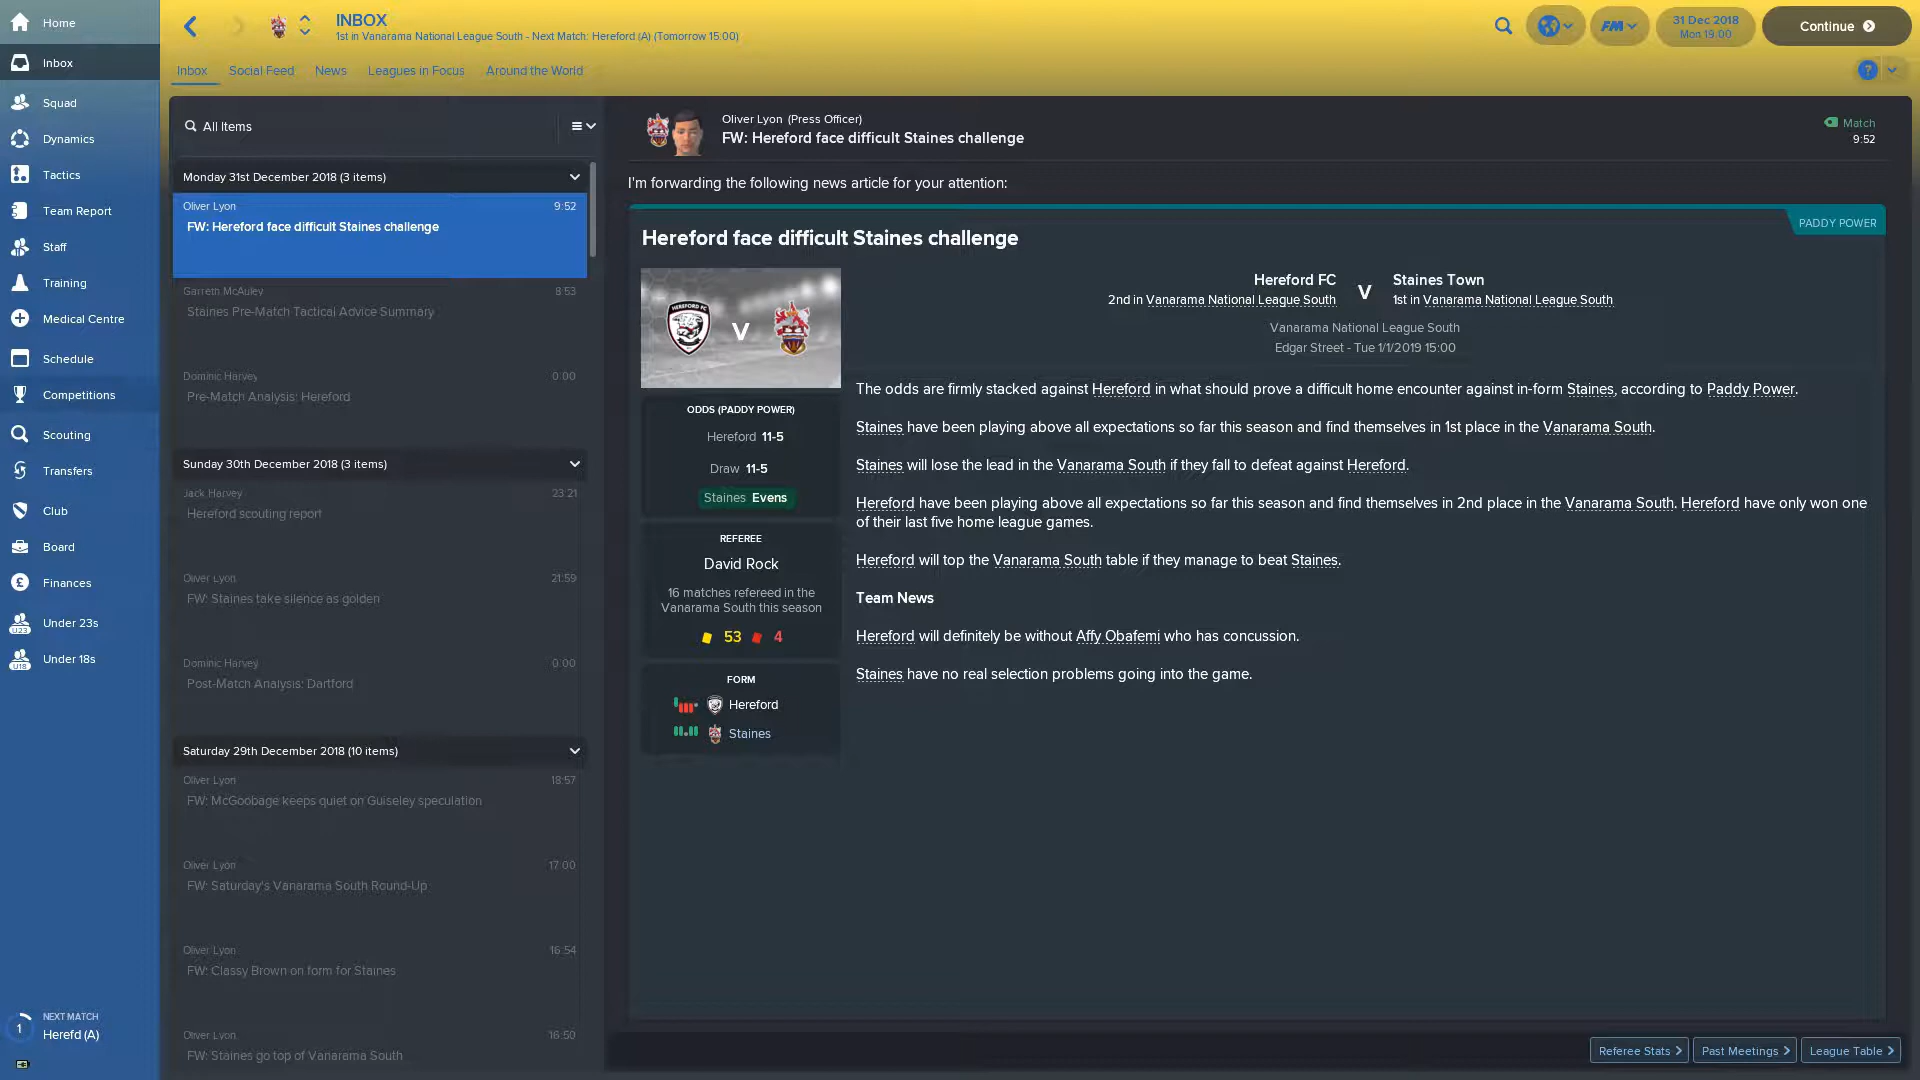 Home
Inbox
Squad
Dynamics
Tactics
Team Report
Staff
Training
Medical Centre
Schedule
Competitions
Scouting
Transfers
Club
Board
Finances
U23
Under 23s
U18
Under 18s
1
NEXT MATCH
Herefd (A)
INBOX
1st in Vanarama National League South - Next Match: Hereford (A) (Tomorrow 15:00)
FM
31 Dec 2018
Mon 19:00
Continue
Inbox
Social Feed
News
Leagues in Focus
Around the World
?
All Items
Monday 31st December 2018 (3 items)
Oliver Lyon 9:52
FW: Hereford face difficult Staines challenge
Garreth McAuley 8:53
Staines Pre-Match Tactical Advice Summary
Dominic Harvey 0:00
Pre-Match Analysis: Hereford
Sunday 30th December 2018 (3 items)
Jack Harvey 23:21
Hereford scouting report
Oliver Lyon 21:59
FW: Staines take silence as golden
Dominic Harvey 0:00
Post-Match Analysis: Dartford
Saturday 29th December 2018 (10 items)
Oliver Lyon 18:57
FW: McGoobage keeps quiet on Guiseley speculation
Oliver Lyon 17:00
FW: Saturday's Vanarama South Round-Up
Oliver Lyon 16:54
FW: Classy Brown on form for Staines
Oliver Lyon 16:50
FW: Staines go top of Vanarama South
Oliver Lyon (Press Officer)
FW: Hereford face difficult Staines challenge
Match
9:52
I'm forwarding the following news article for your attention:
PADDY POWER
Hereford face difficult Staines challenge
HEREFORD FC
V
Hereford FC V Staines Town
2nd in Vanarama National League South 1st in Vanarama National League South
Vanarama National League South
Edgar Street - Tue 1/1/2019 15:00
ODDS (PADDY POWER)
Hereford 11-5
Draw 11-5
Staines Evens
REFEREE
David Rock
16 matches refereed in the
Vanarama South this season
53 4
FORM
Hereford
Staines
The odds are firmly stacked against Hereford in what should prove a difficult home encounter against in-form Staines, according to Paddy Power.
Staines have been playing above all expectations so far this season and find themselves in 1st place in the Vanarama South.
Staines will lose the lead in the Vanarama South if they fall to defeat against Hereford.
Hereford have been playing above all expectations so far this season and find themselves in 2nd place in the Vanarama South. Hereford have only won one
of their last five home league games.
Hereford will top the Vanarama South table if they manage to beat Staines.
Team News
Hereford will definitely be without Affy Obafemi who has concussion.
Staines have no real selection problems going into the game.
Referee Stats
Past Meetings
League Table